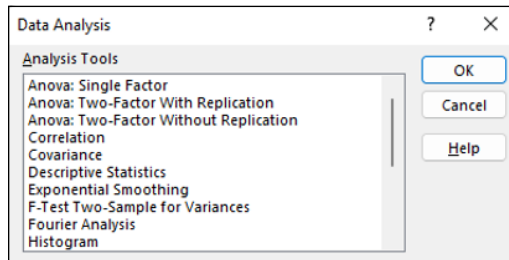 Data Analysis ? ×
Analysis Tools
Anova: Single Factor
Anova: Two-Factor With Replication
Anova: Two-Factor Without Replication
Correlation
Covariance
Descriptive Statistics
Exponential Smoothing
F-Test Two-Sample for Variances
Fourier Analysis
Histogram
OK
Cancel
Help